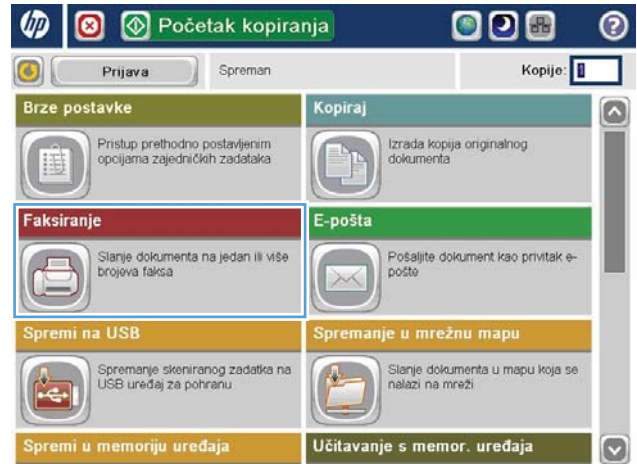 hp Početak kopiranja ?
Prijava Spreman Kopije: 1
Brze postavke
Pristup prethodno postavljenim
opcijama zajedničkih zadataka
Kopiraj
Izrada kopija originalnog
dokumenta
Faksiranje
Slanje dokumenta na jedan ili više
brojeva faksa
E-pošta
Pošaljite dokument kao privitak e-
pošte
Spremi na USB
Spremanje skeniranog zadatka na
USB uređaj za pohranu
Spremanje u mrežnu mapu
Slanje dokumenta u mapu koja se
nalazi na mreži
Spremi u memoriju uređaja
Učitavanje s memor. uređaja